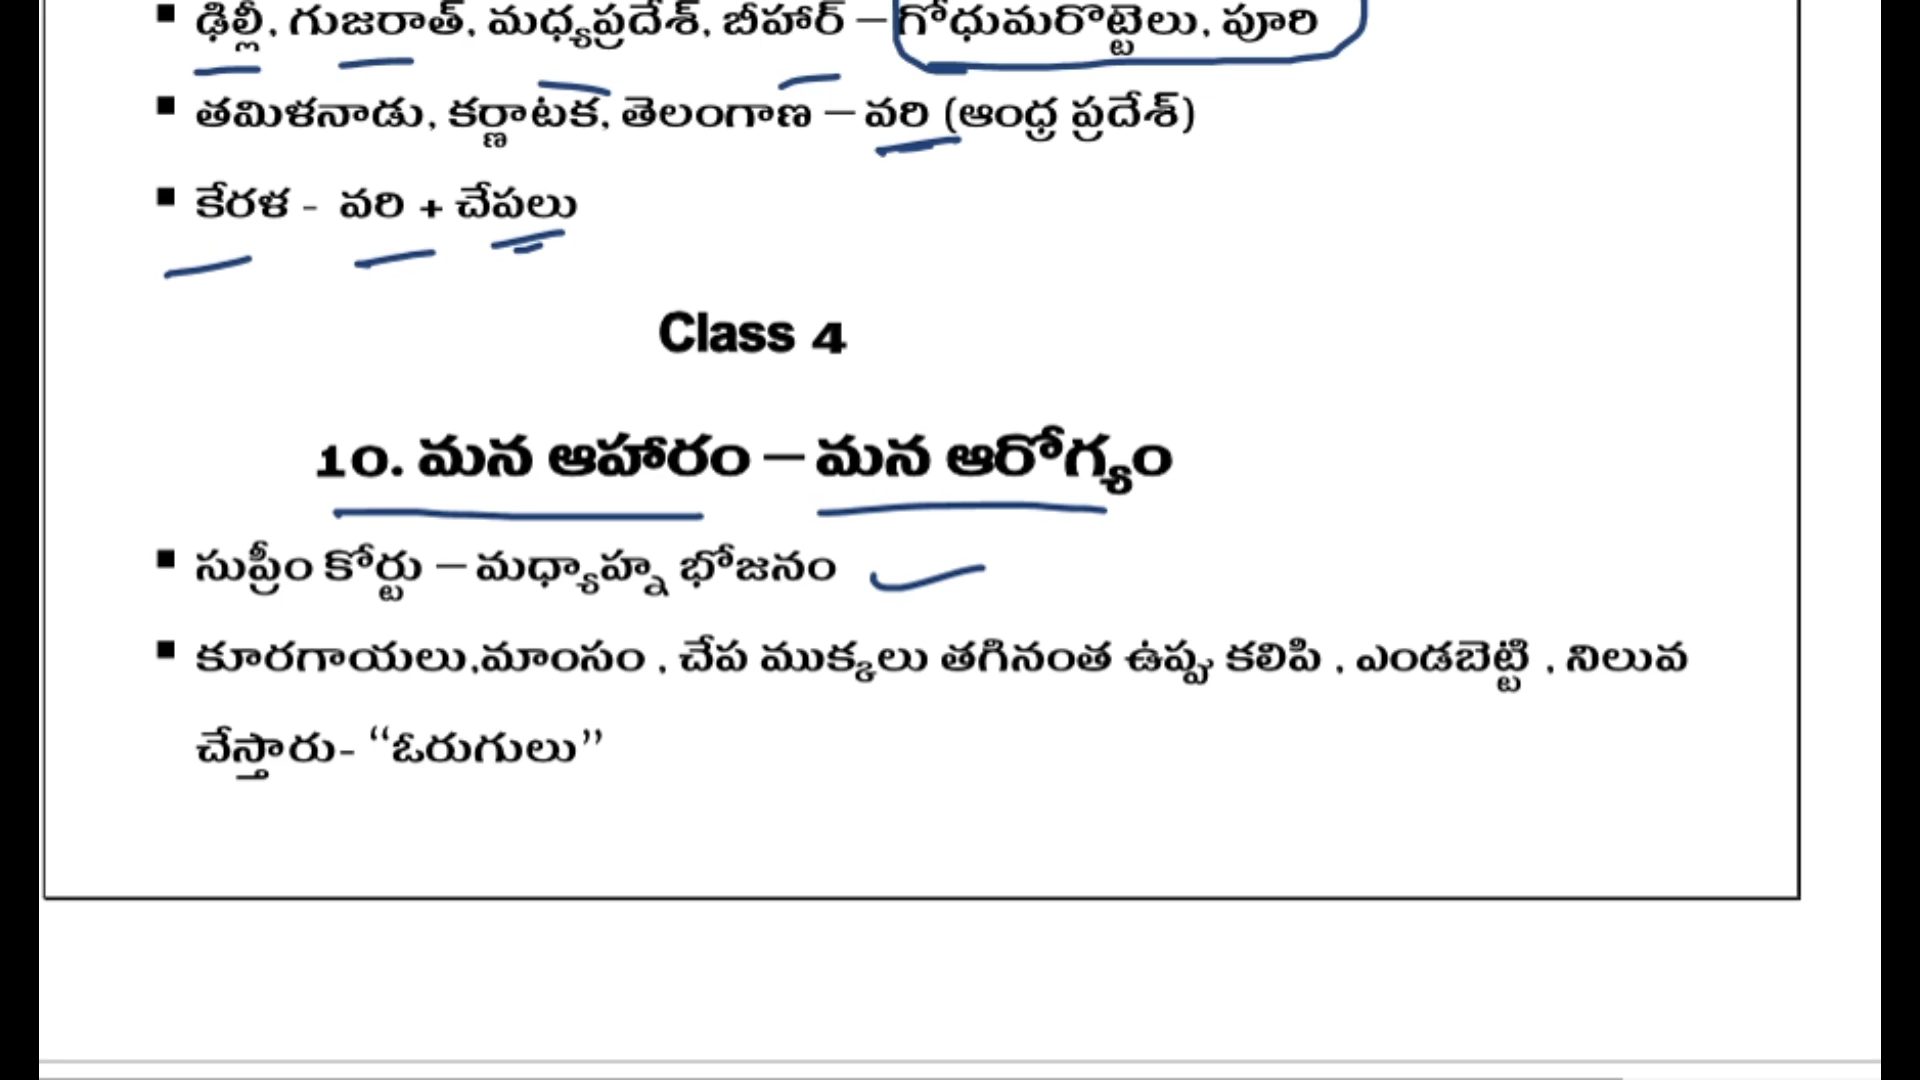 ▪ ఢిల్లీ, గుజరాత్, మధ్యప్రదేశ్, బీహార్ – గోధుమరొట్టెలు, పూరి
▪ తమిళనాడు, కర్ణాటక, తెలంగాణ – వరి (ఆంధ్ర ప్రదేశ్)
▪ కేరళ - వరి + చేపలు
Class 4
10. మన ఆహారం – మన ఆరోగ్యం
▪ సుప్రీం కోర్టు – మధ్యాహ్న భోజనం
▪ కూరగాయలు,మాంసం , చేప ముక్కలు తగినంత ఉప్పు కలిపి , ఎండబెట్టి , నిలువ
చేస్తారు- “ఓరుగులు”